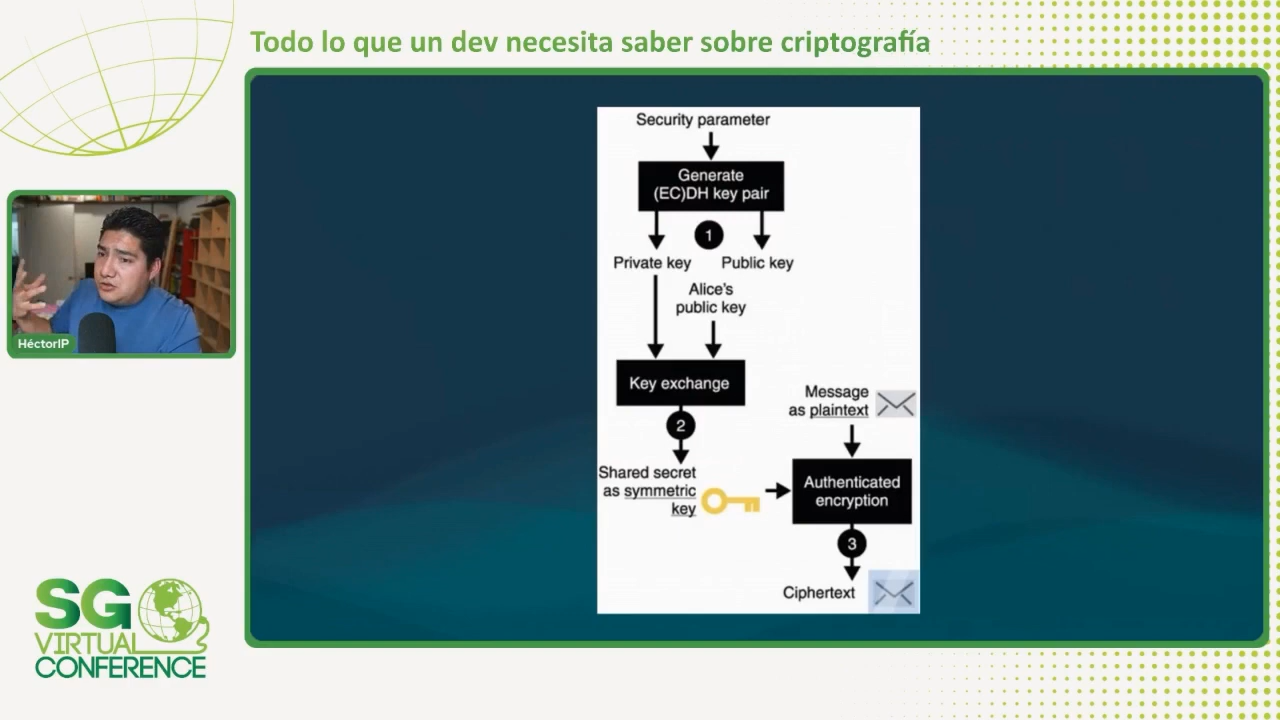 Todo lo que un dev necesita saber sobre criptografía
Security parameter
Generate
(EC)DH key pair
1
Private key
Public key
Alice's
public key
Key exchange
2
Shared secret
as symmetric
key
Message
as plaintext
Authenticated
encryption
3
Ciphertext
HéctorIP
SG
VIRTUAL
CONFERENCE